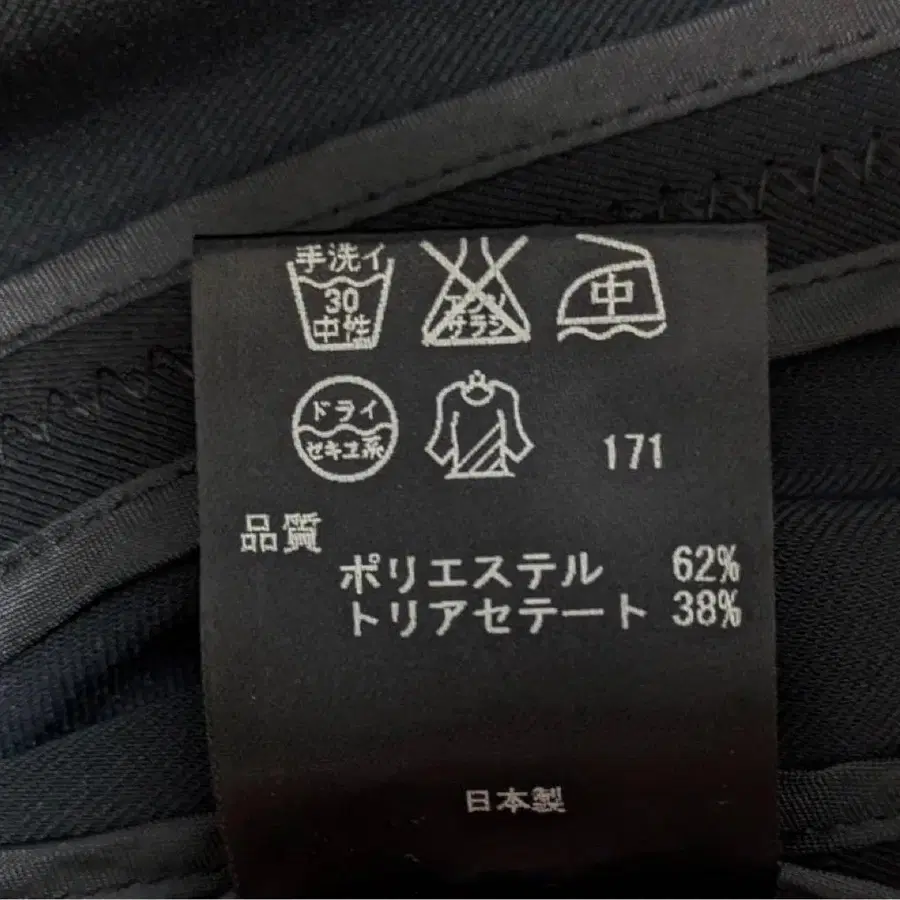 手洗イ
30
中性
エンソ
サラシ
中
ドライ
セキユ系
171
品質
ポリエステル 62%
トリアセテート 38%
日本製